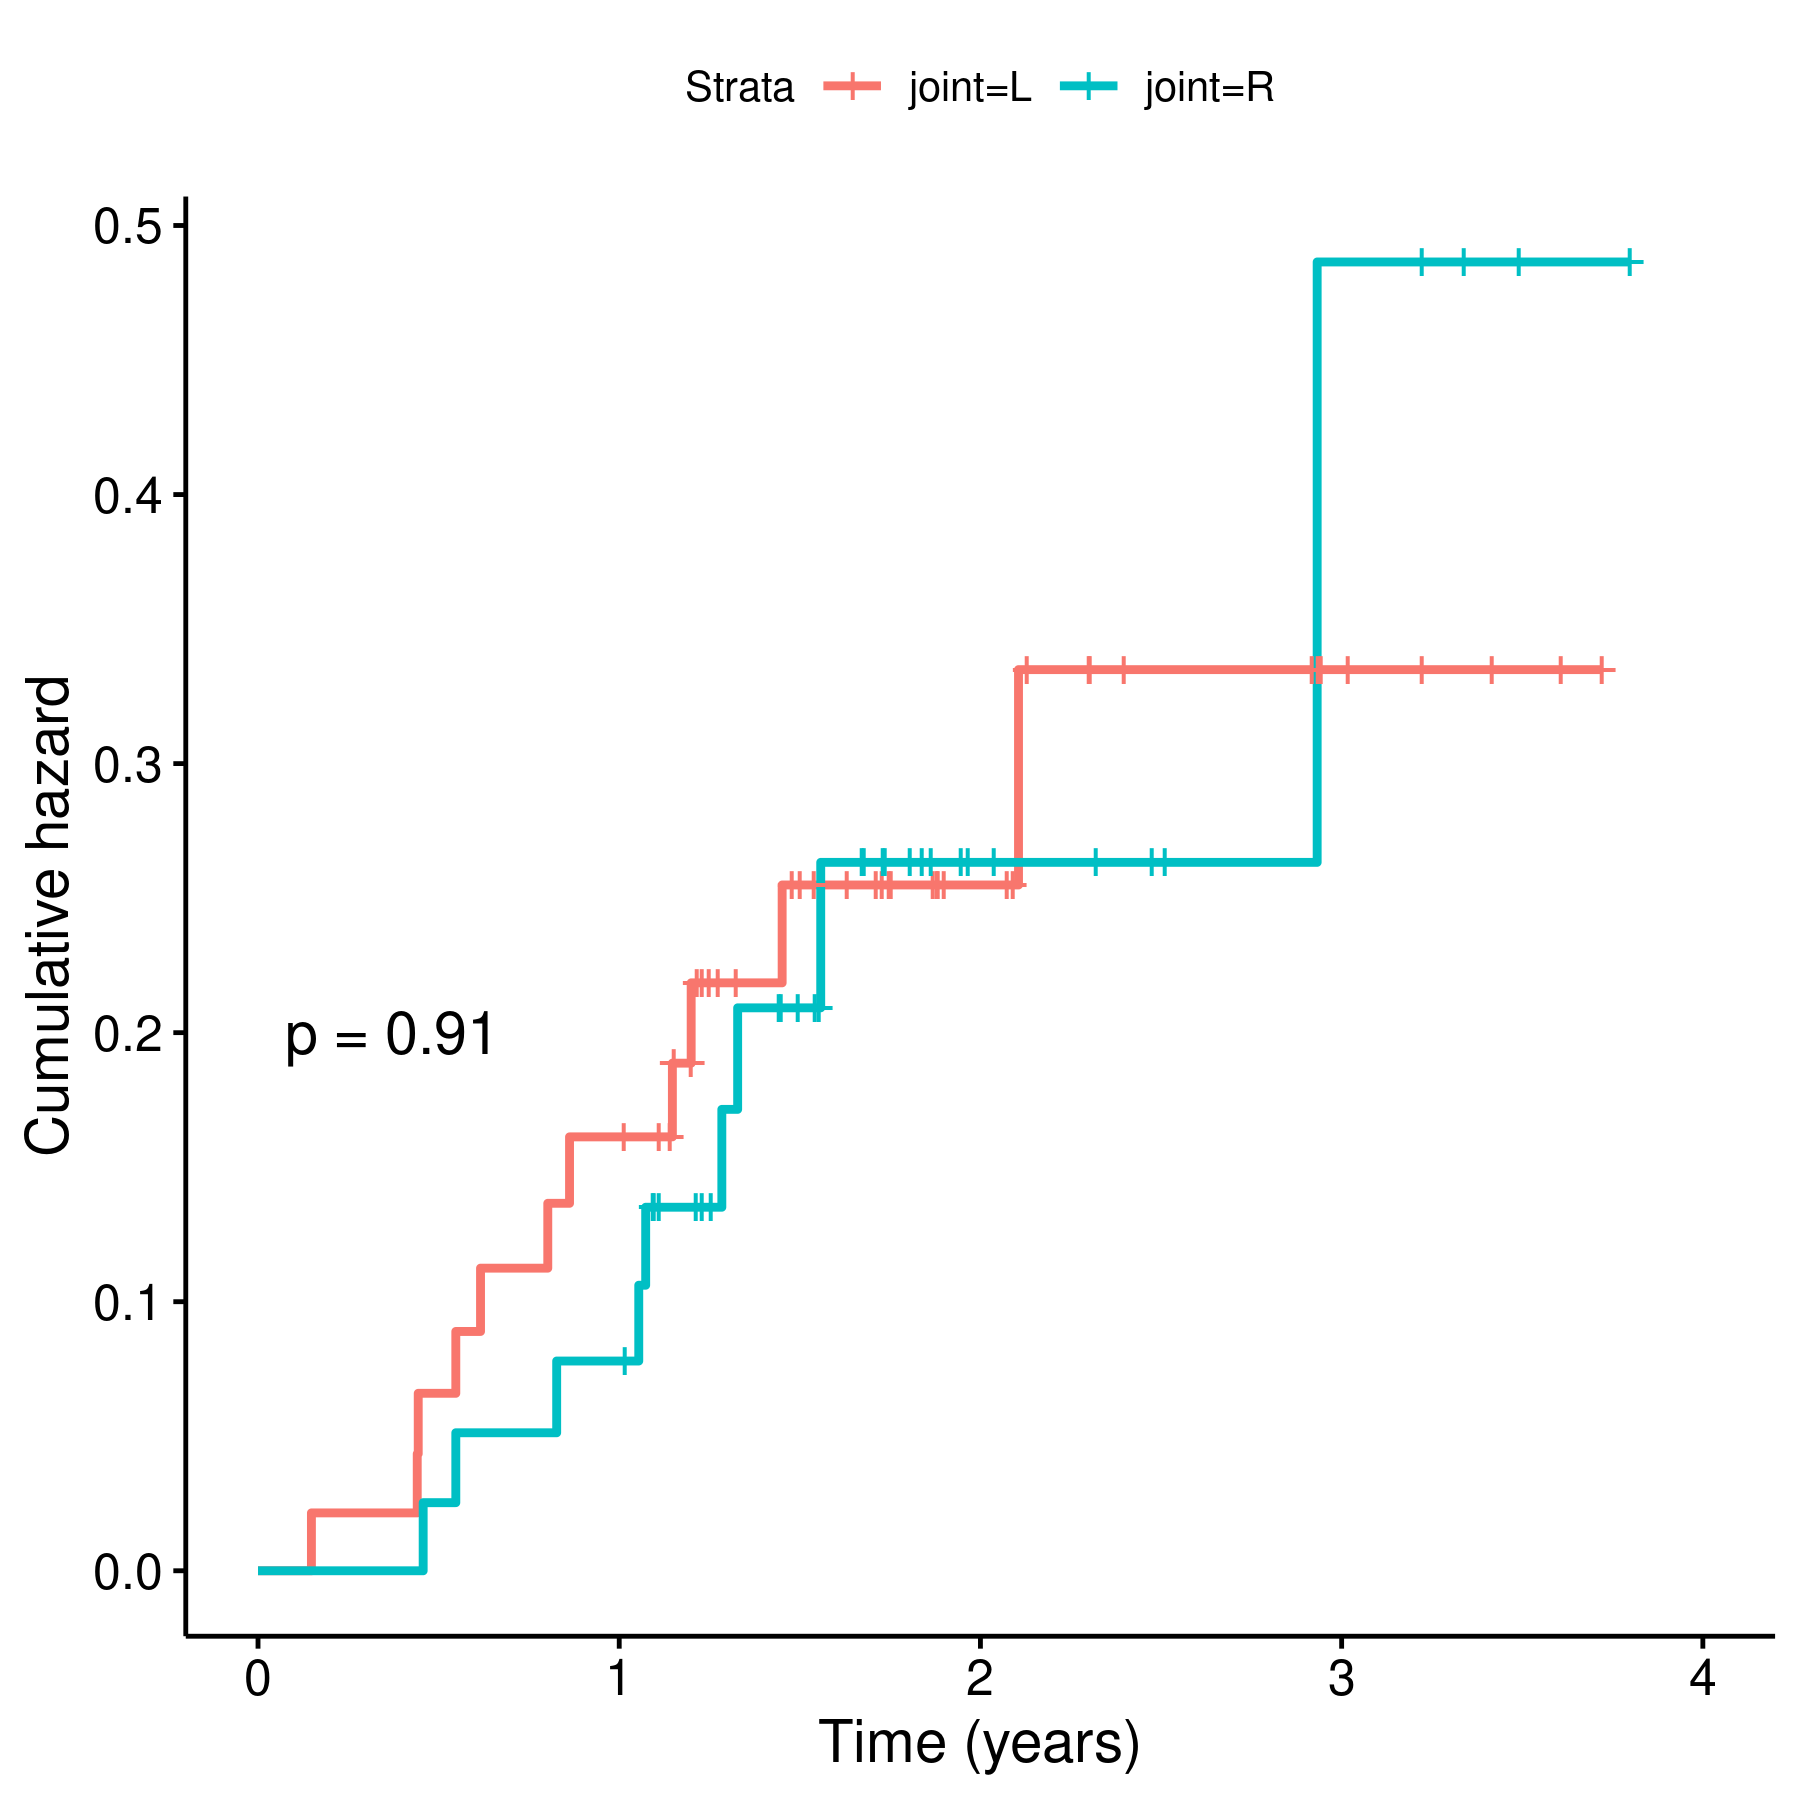 Strata joint=L joint=R
0.5
0.4
0.3
0.2
0.1
0.0
Cumulative hazard
p = 0.91
0 1 2 3 4
Time (years)